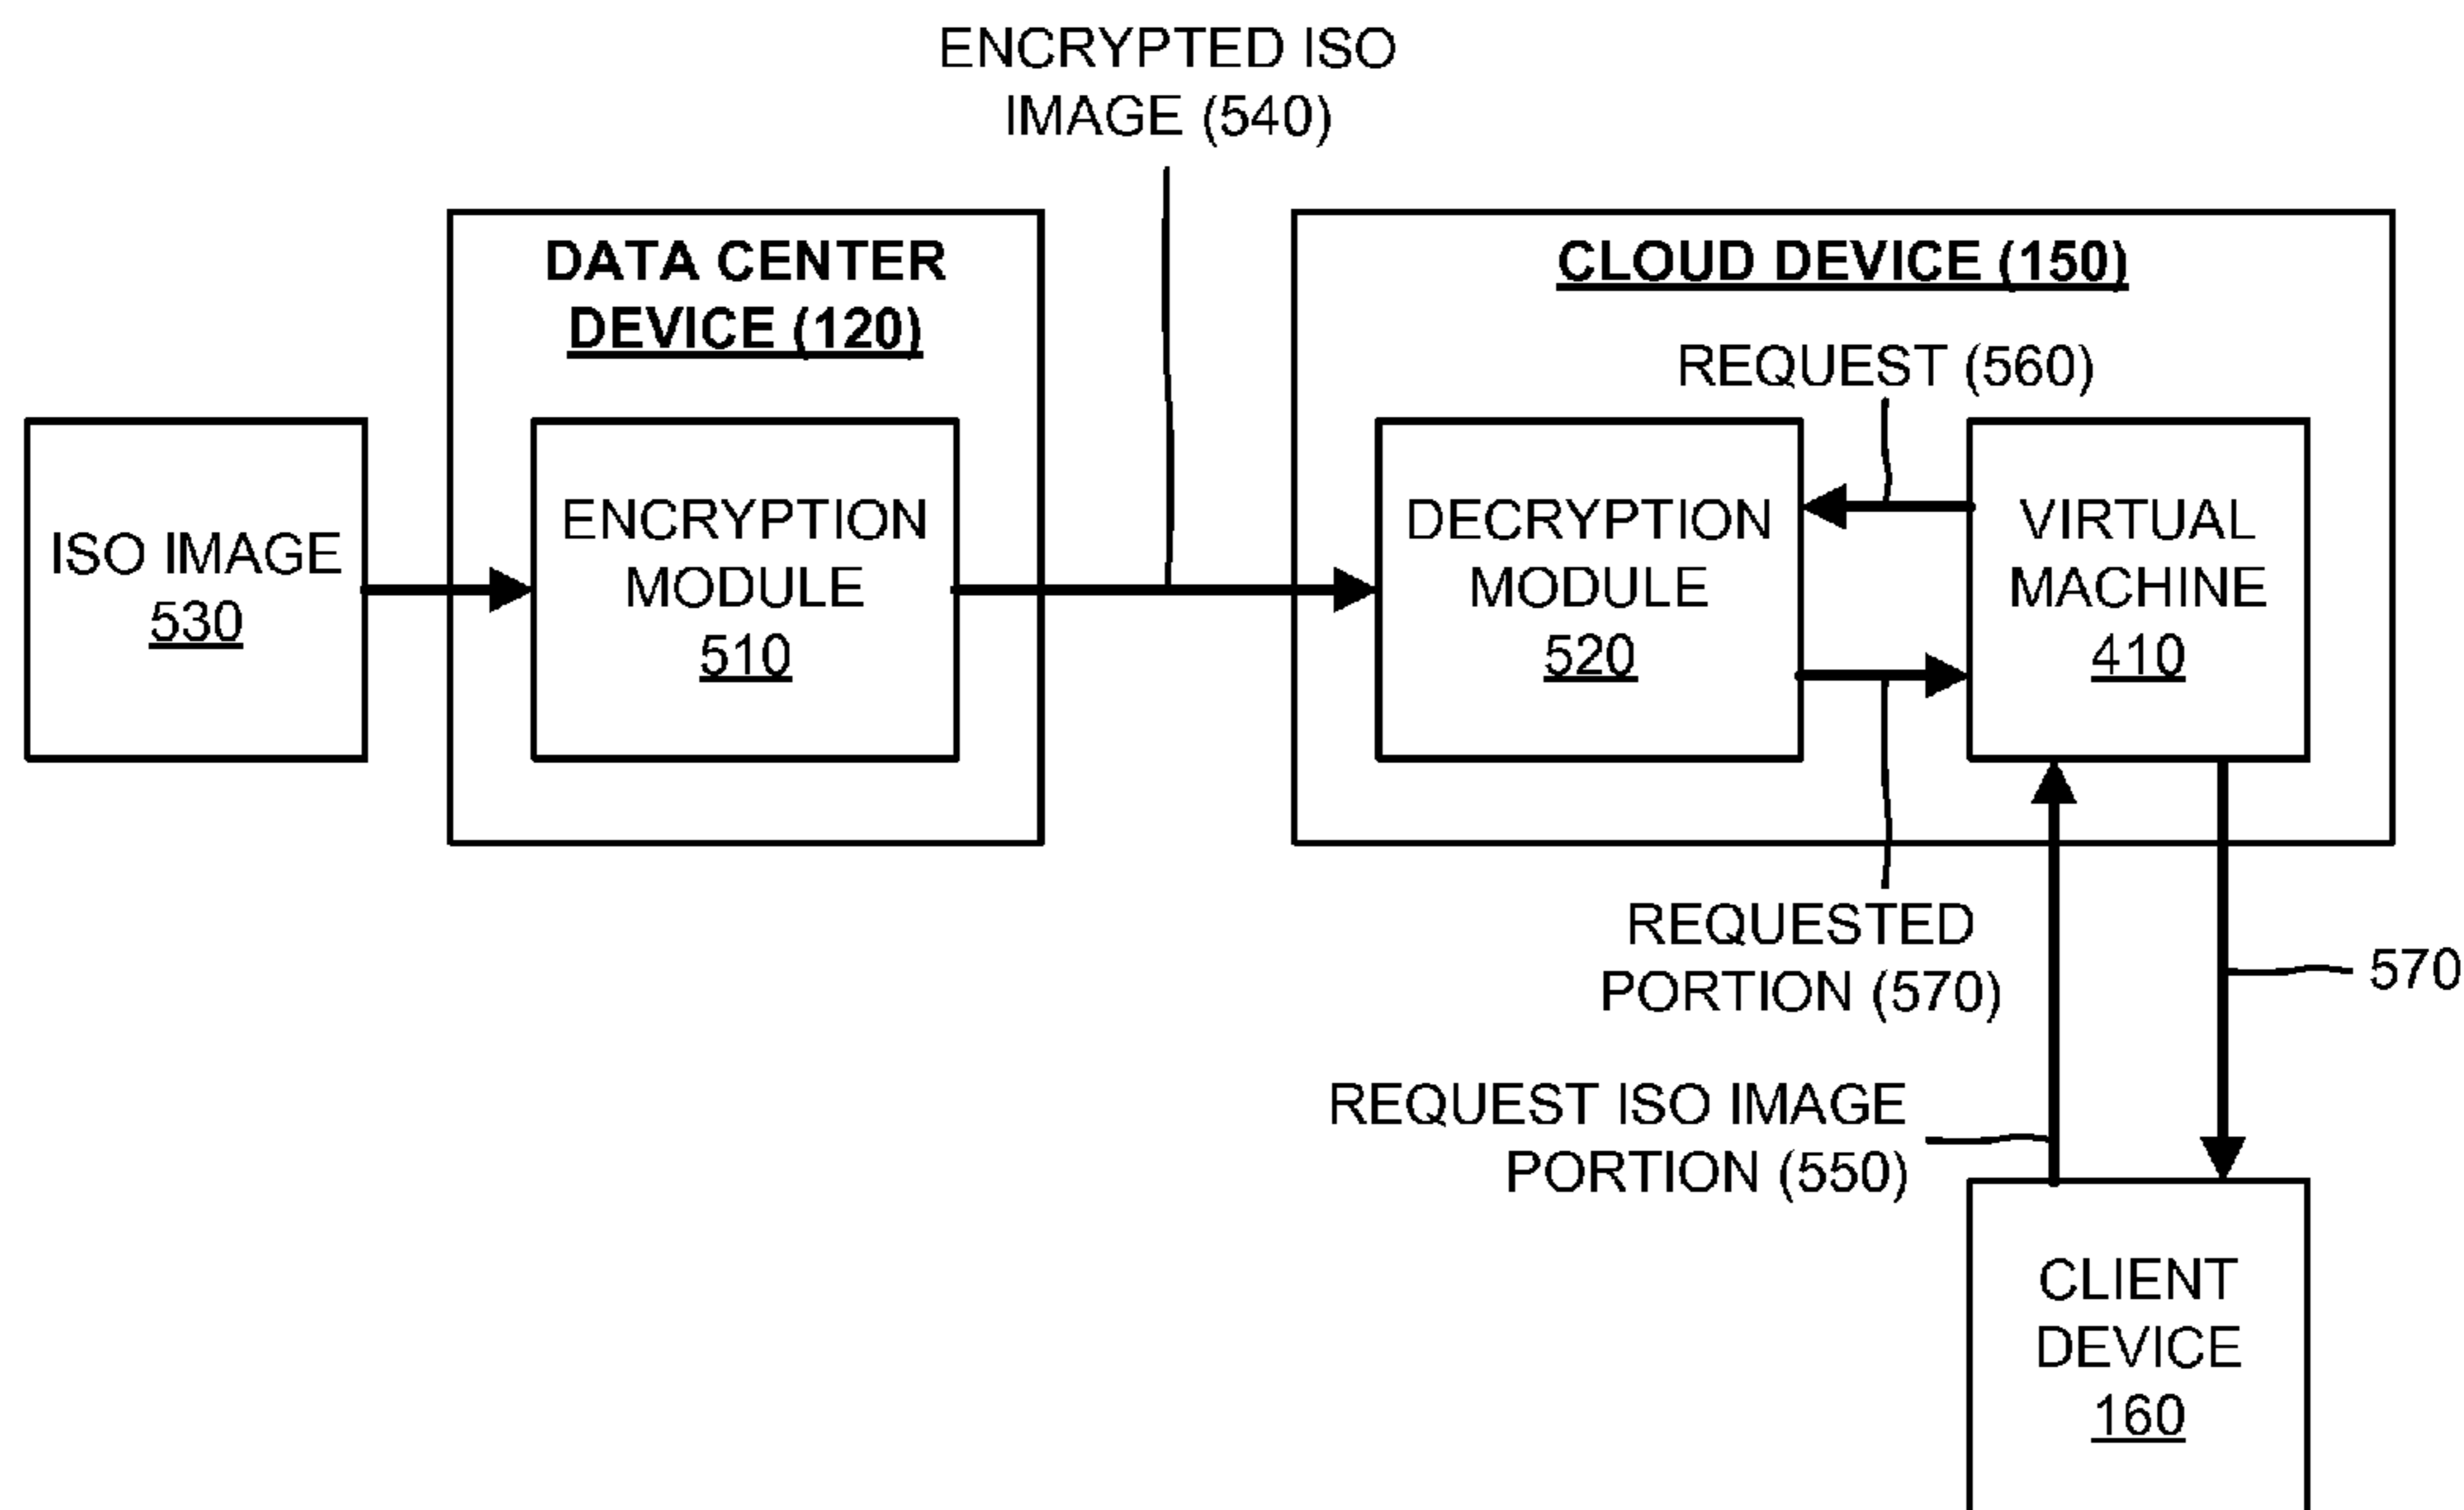 ENCRYPTED ISO
IMAGE (540)
DATA CENTER
DEVICE (120)
CLOUD DEVICE (150)
REQUEST (560)
ISO IMAGE
530
ENCRYPTION
MODULE
510
DECRYPTION
MODULE
520
VIRTUAL
MACHINE
410
REQUESTED
PORTION (570)
570
REQUEST ISO IMAGE
PORTION (550)
CLIENT
DEVICE
160